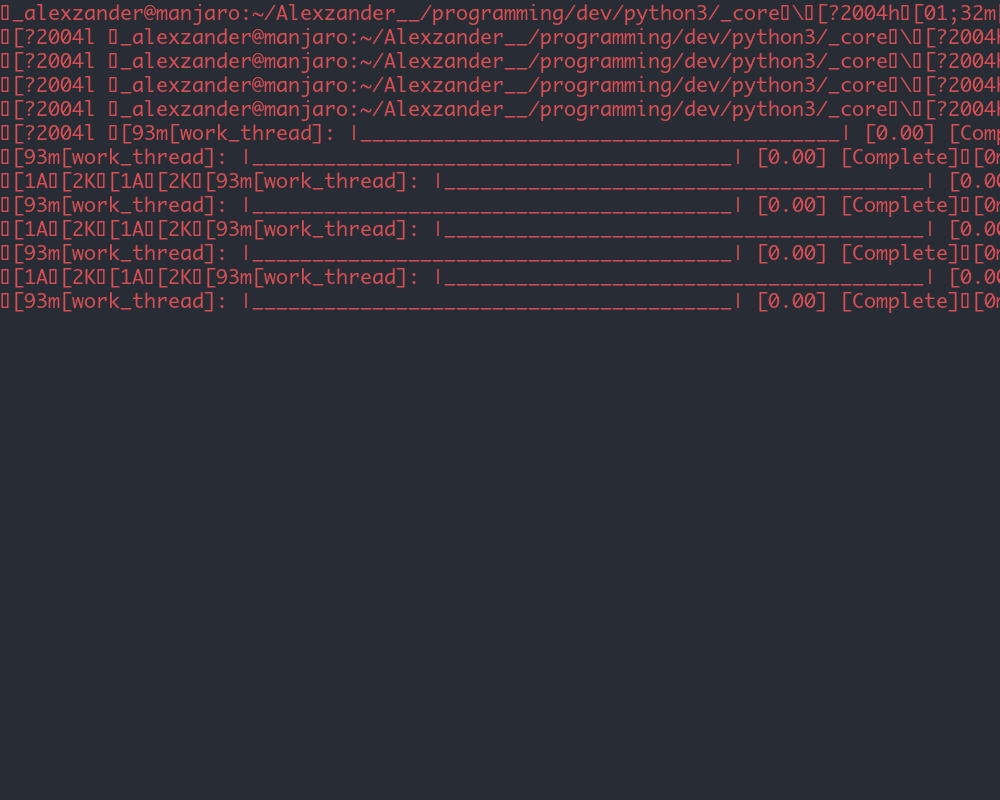 ▯_alexzander@manjaro:~/Alexzander__/programming/dev/python3/_core▯\▯[?2004h▯[01;32m
▯[?2004l ▯_alexzander@manjaro:~/Alexzander__/programming/dev/python3/_core▯\▯[?2004h
▯[?2004l ▯_alexzander@manjaro:~/Alexzander__/programming/dev/python3/_core▯\▯[?2004h
▯[?2004l ▯_alexzander@manjaro:~/Alexzander__/programming/dev/python3/_core▯\▯[?2004h
▯[?2004l ▯_alexzander@manjaro:~/Alexzander__/programming/dev/python3/_core▯\▯[?2004h
▯[?2004l ▯[93m[work_thread]: |________________________________________| [0.00] [Comp
▯[93m[work_thread]: |________________________________________| [0.00] [Complete]▯[0m
▯[1A▯[2K▯[1A▯[2K▯[93m[work_thread]: |________________________________________| [0.00
▯[93m[work_thread]: |________________________________________| [0.00] [Complete]▯[0m
▯[1A▯[2K▯[1A▯[2K▯[93m[work_thread]: |________________________________________| [0.00
▯[93m[work_thread]: |________________________________________| [0.00] [Complete]▯[0m
▯[1A▯[2K▯[1A▯[2K▯[93m[work_thread]: |________________________________________| [0.00
▯[93m[work_thread]: |________________________________________| [0.00] [Complete]▯[0m